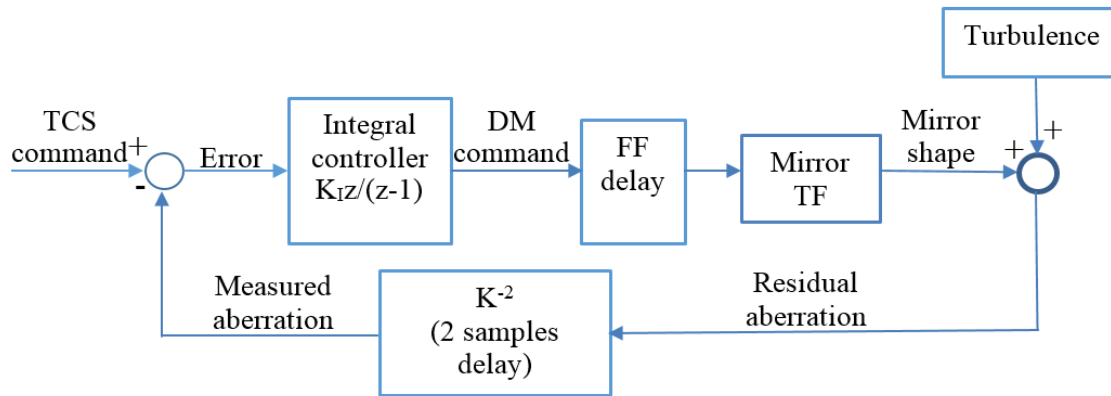 Turbulence
TCS
command
+
-
Error
Integral
controller
K_Iz/(z-1)
DM
command
FF
delay
Mirror
TF
Mirror
shape
+
+
Measured
aberration
K⁻²
(2 samples
delay)
Residual
aberration